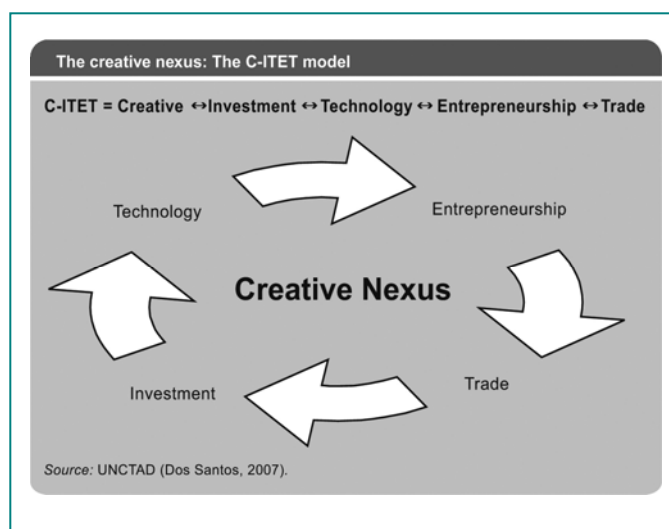 The creative nexus: The C-ITET model
C-ITET = Creative ↔Investment ↔ Technology ↔ Entrepreneurship ↔ Trade
Technology
Entrepreneurship
Creative Nexus
Investment
Trade
Source: UNCTAD (Dos Santos, 2007).